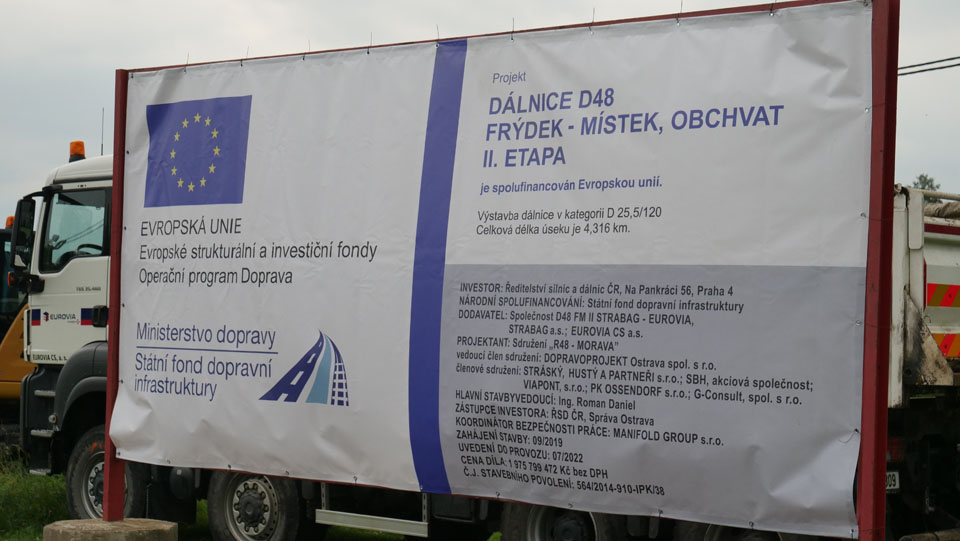 EVROPSKÁ UNIE
Evropské strukturální a investiční fondy
Operační program Doprava
Ministerstvo dopravy
Státní fond dopravní
infrastruktury
Projekt
DÁLNICE D48
FRÝDEK - MÍSTEK, OBCHVAT
II. ETAPA
je spolufinancován Evropskou unií.
Výstavba dálnice v kategorii D 25,5/120
Celková délka úseku je 4,316 km.
INVESTOR: Ředitelství silnic a dálnic ČR, Na Pankráci 56, Praha 4
NÁRODNÍ SPOLUFINANCOVÁNÍ: Státní fond dopravní infrastruktury
DODAVATEL: Společnost D48 FM II STRABAG - EUROVIA,
STRABAG a.s.; EUROVIA CS a.s.
PROJEKTANT: Sdružení „R48 - MORAVA"
vedoucí člen sdružení: DOPRAVOPROJEKT Ostrava spol. s r.o.
členové sdružení: STRÁSKÝ, HUSTÝ A PARTNEŘI s.r.o.; SBH, akciová společnost;
VIAPONT, s.r.o.; PK OSSENDORF s.r.o.; G-Consult, spol. s r.o.
HLAVNÍ STAVBYVEDOUCÍ: Ing. Roman Daniel
ZÁSTUPCE INVESTORA: ŘSD ČR, Správa Ostrava
KOORDINÁTOR BEZPEČNOSTI PRÁCE: MANIFOLD GROUP s.r.o.
ZAHÁJENÍ STAVBY: 09/2019
UVEDENÍ DO PROVOZU: 07/2022
CENA DÍLA: 1 975 799 472 Kč bez DPH
Č.J. STAVEBNÍHO POVOLENÍ: 564/2014-910-IPK/38
EUROVIA
EUROVIA CS, a. s.